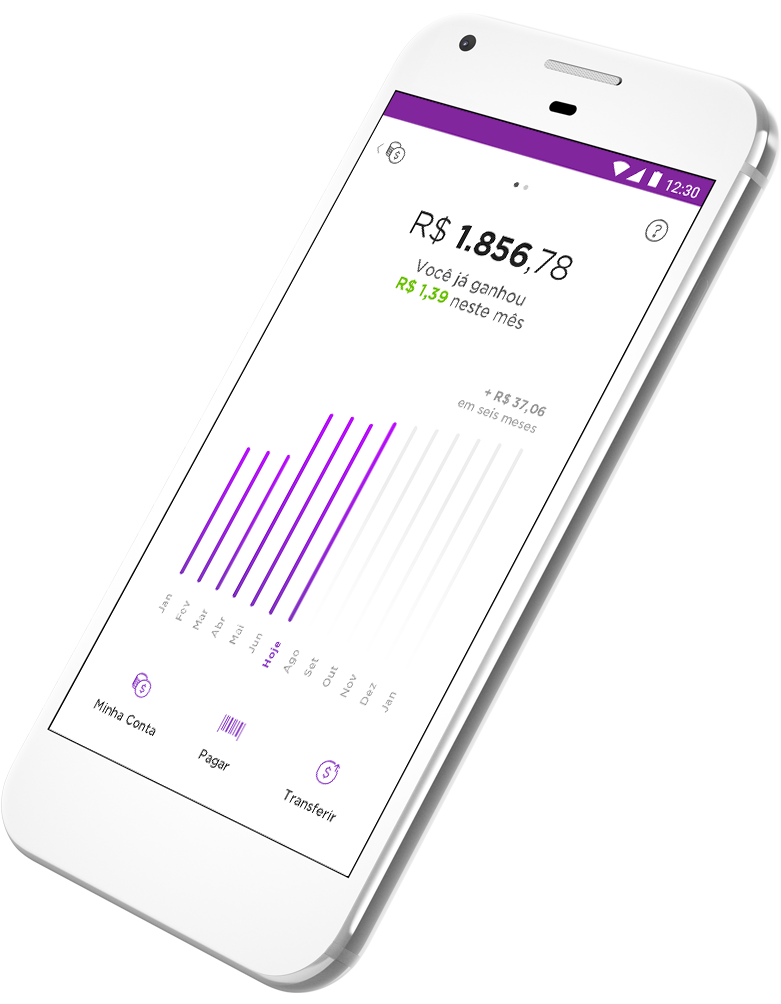 12:30
R$ 1.856,78
Você já ganhou
R$ 1,39 neste mês
+ R$ 37,06
em seis meses
Jan
Fev
Mar
Abr
Mai
Jun
Hoje
Ago
Set
Out
Nov
Dez
Jan
Minha Conta
Pagar
Transferir